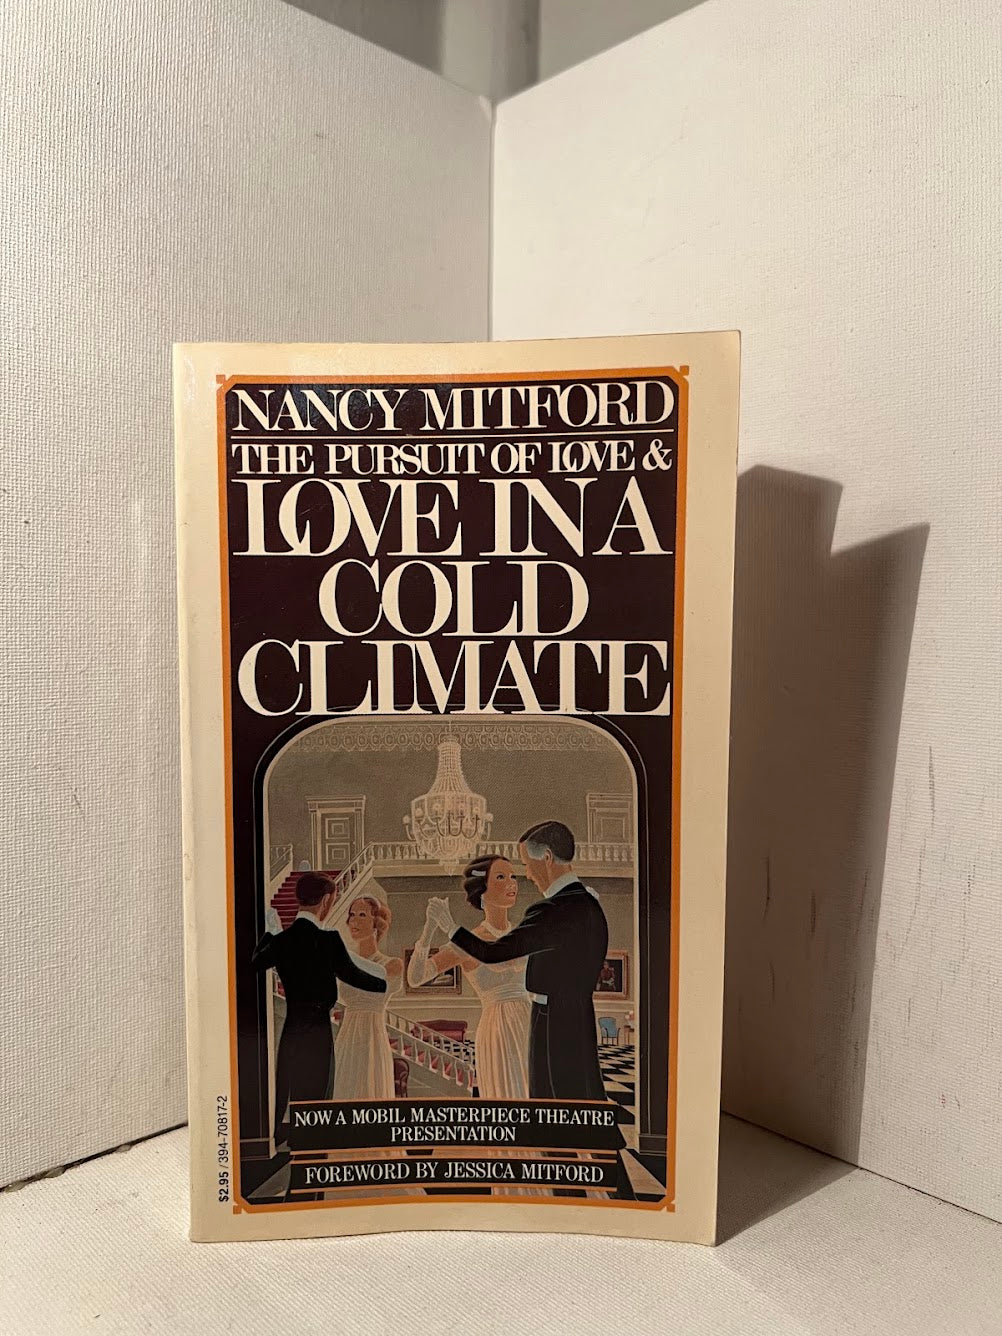 NANCY MITFORD
THE PURSUIT OF LOVE &
LOVE IN A
COLD
CLIMATE
NOW A MOBIL MASTERPIECE THEATRE
PRESENTATION
FOREWORD BY JESSICA MITFORD
$2.95 / 394-70817-2